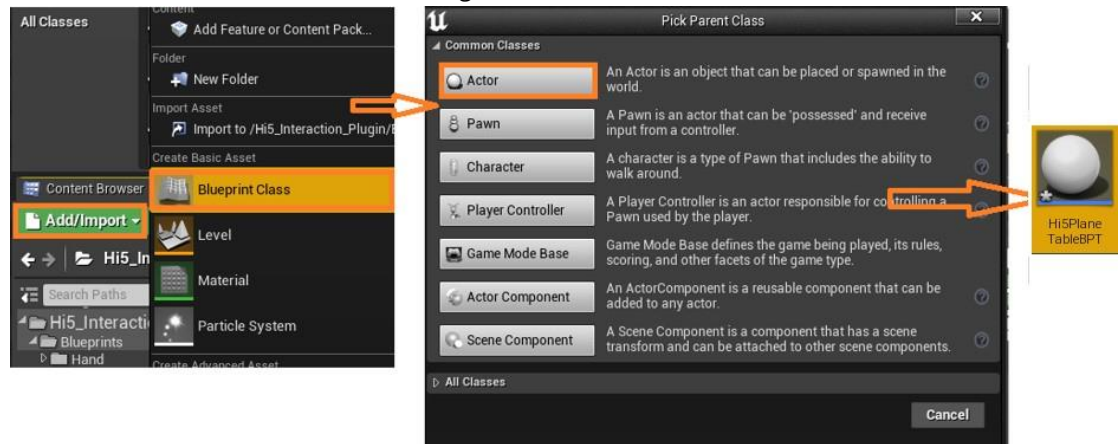 All Classes
Content
Add Feature or Content Pack...
Folder
New Folder
Import Asset
Import to /Hi5_Interaction_Plugin/
Create Basic Asset
Content Browser
Blueprint Class
Add/Import
Level
Hi5_In
Material
Search Paths
Particle System
Hi5_Interacti
Blueprints
Hand
Create Advanced Asset
Pick Parent Class
Common Classes
Actor
An Actor is an object that can be placed or spawned in the
world.
Pawn
A Pawn is an actor that can be 'possessed' and receive
input from a controller.
Character
A character is a type of Pawn that includes the ability to
walk around.
Player Controller
A Player Controller is an actor responsible for controlling a
Pawn used by the player.
Game Mode Base
Game Mode Base defines the game being played, its rules,
scoring, and other facets of the game type.
Actor Component
An ActorComponent is a reusable component that can be
added to any actor.
Scene Component
A Scene Component is a component that has a scene
transform and can be attached to other scene components.
All Classes
Cancel
Hi5Plane
TableBPT